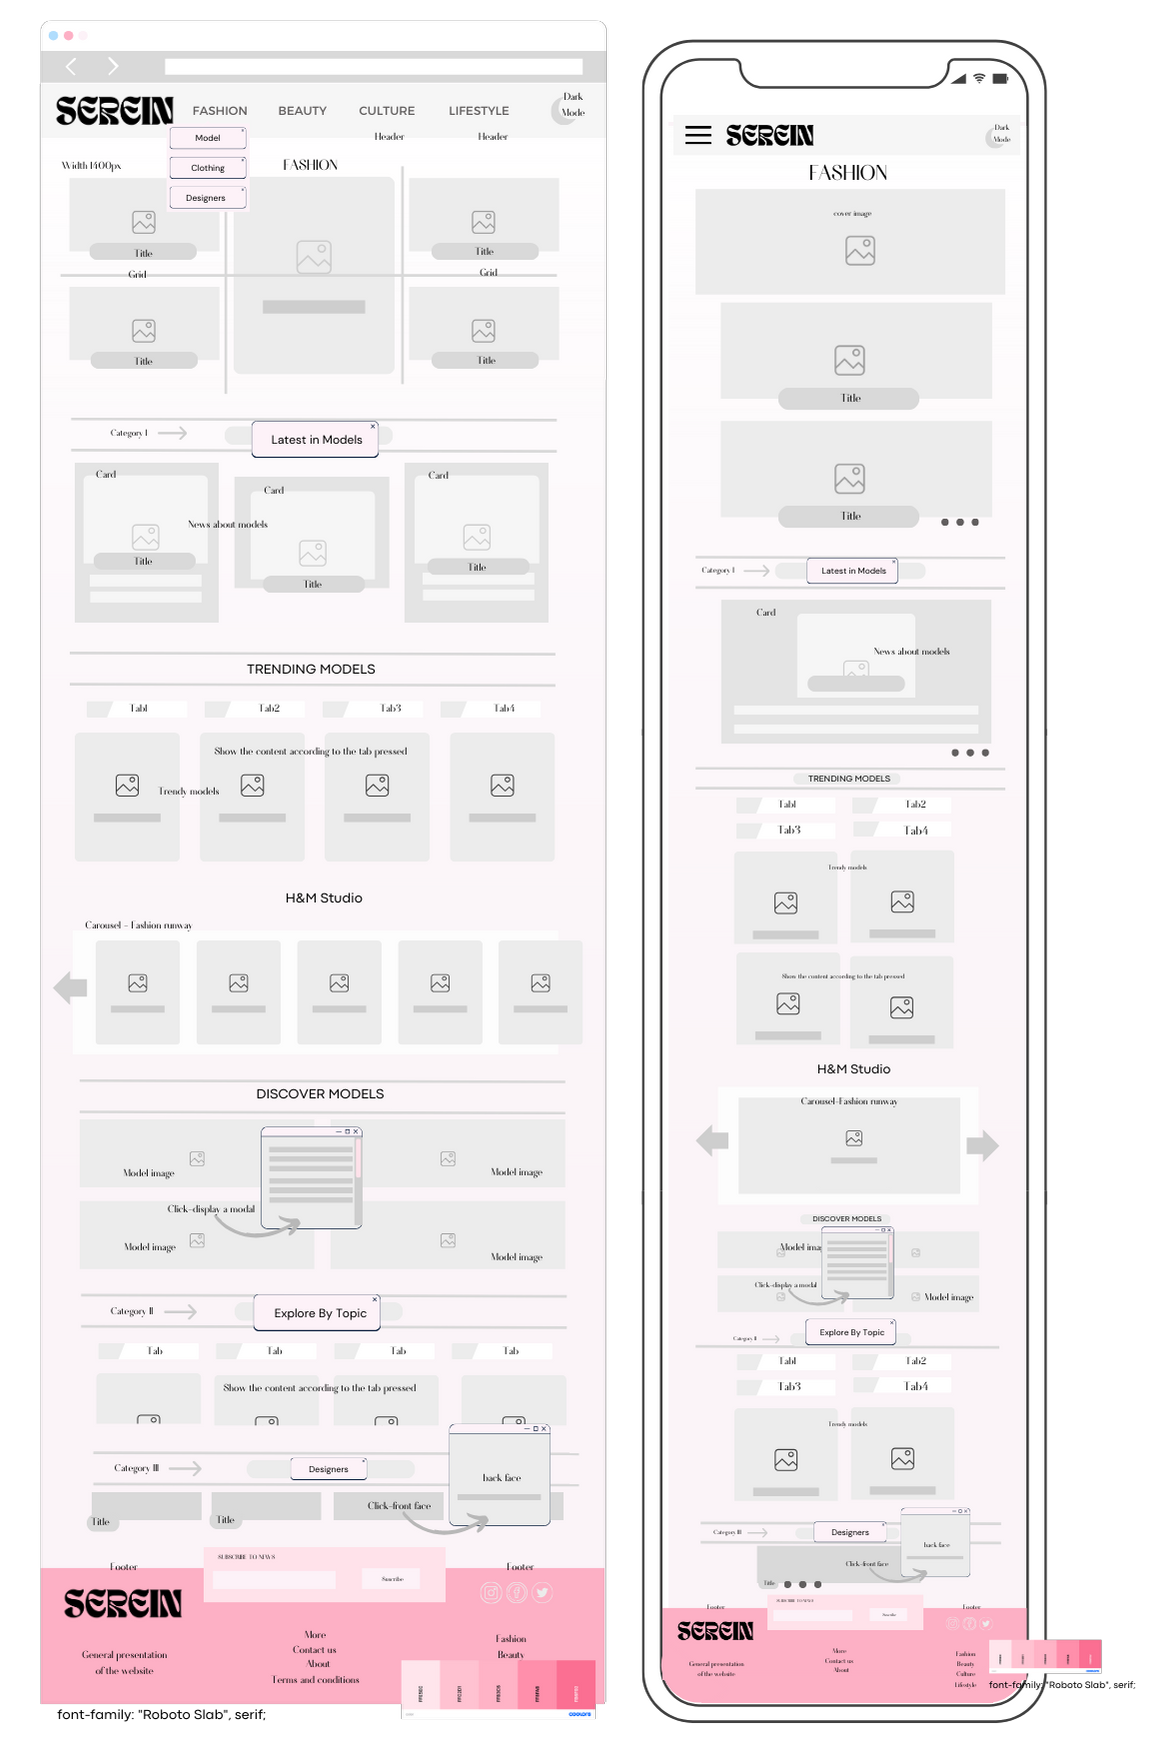 SEREIN
FASHION
BEAUTY
CULTURE
LIFESTYLE
Dark
Mode
Model
Header
Header
Width 1400px
FASHION
Clothing
Designers
Title
Title
Grid
Grid
Title
Title
Category I
Latest in Models
Card
Card
Card
News about models
Title
Title
Title
TRENDING MODELS
Tab1
Tab2
Tab3
Tab4
Show the content according to the tab pressed
Trendy models
H&M Studio
Carousel - Fashion runway
DISCOVER MODELS
Model image
Model image
Click-display a modal
Model image
Model image
Category II
Explore By Topic
Tab
Tab
Tab
Tab
Show the content according to the tab pressed
Category III
Designers
back face
Click-front face
Title
Title
SUBSCRIBE TO NEWS
Suscribe
Footer
Footer
SEREIN
General presentation
of the website
More
Contact us
About
Terms and conditions
Fashion
Beauty
coolors
font-family: "Roboto Slab", serif;
SEREIN
Dark
Mode
FASHION
cover image
Title
Title
Category I
Latest in Models
Card
News about models
TRENDING MODELS
Tab1
Tab2
Tab3
Tab4
Trendy models
Show the content according to the tab pressed
H&M Studio
Carousel-Fashion runway
DISCOVER MODELS
Model imag
Click-display a modal
Model image
Category II
Explore By Topic
Tab1
Tab2
Tab3
Tab4
Trendy models
Category III
Designers
back face
Click-front face
Title
SUBSCRIBE TO NEWS
Suscribe
Footer
Footer
SEREIN
General presentation
of the website
More
Contact us
About
Fashion
Beauty
Culture
Lifestyle
font-family: "Roboto Slab", serif;